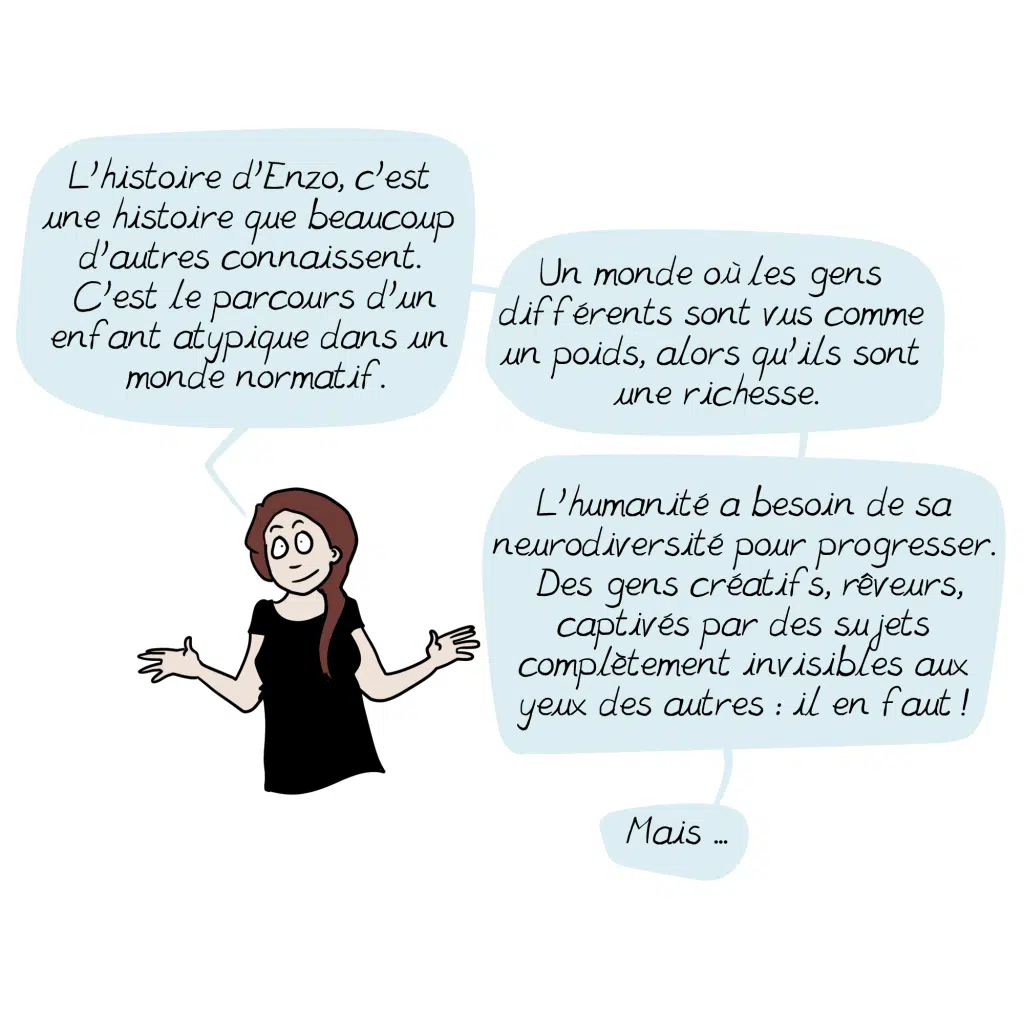 L'histoire d'Enzo, c'est
une histoire que beaucoup
d'autres connaissent.
C'est le parcours d'un
enfant atypique dans un
monde normatif.
Un monde où les gens
différents sont vus comme
un poids, alors qu'ils sont
une richesse.
L'humanité a besoin de sa
neurodiversité pour progresser.
Des gens créatifs, rêveurs,
captivés par des sujets
complètement invisibles aux
yeux des autres : il en faut !
Mais ...